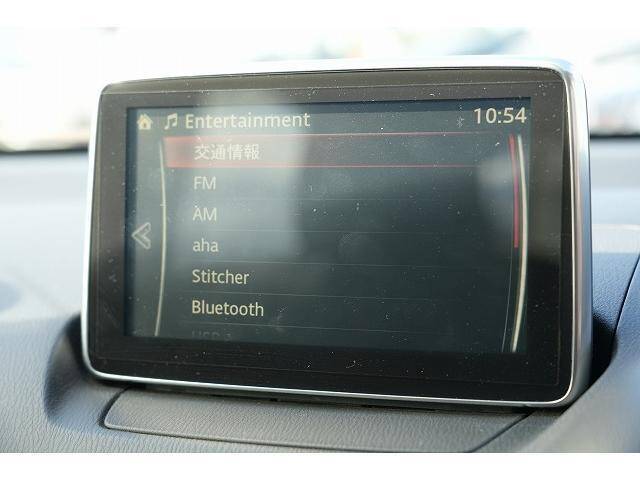 Entertainment 10:54
交通情報
FM
AM
aha
Stitcher
Bluetooth